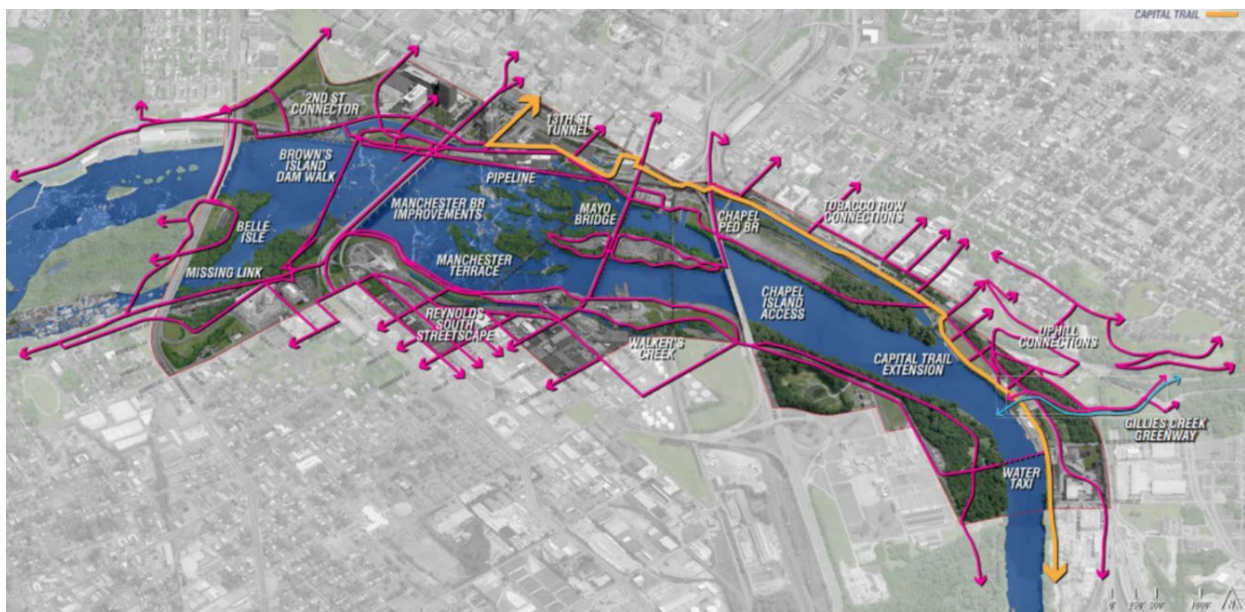 CAPITAL TRAIL
2ND ST
CONNECTOR
13TH ST
TUNNEL
BROWN'S
ISLAND
DAM WALK
PIPELINE
MANCHESTER BR
IMPROVEMENTS
MAYO
BRIDGE
CHAPEL
PED BR
TOBACCO ROW
CONNECTIONS
BELLE
ISLE
MISSING LINK
MANCHESTER
TERRACE
CHAPEL
ISLAND
ACCESS
REYNOLDS
SOUTH
STREETSCAPE
WALKER'S
CREEK
UPHILL
CONNECTIONS
CAPITAL TRAIL
EXTENSION
GILLIES CREEK
GREENWAY
WATER
TAXI